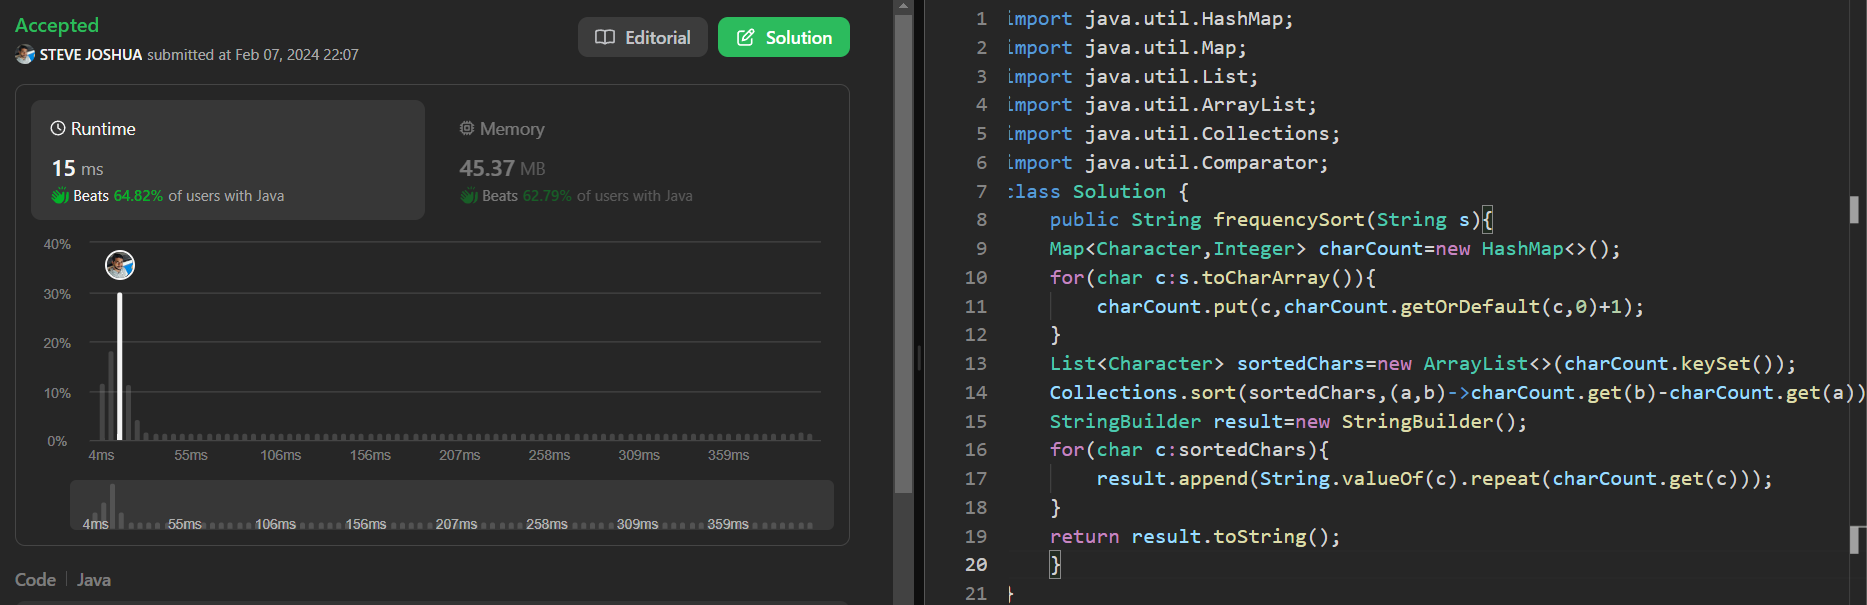 Accepted
STEVE JOSHUA submitted at Feb 07, 2024 22:07
Editorial
Solution
Runtime
15 ms
Beats 64.82% of users with Java
Memory
45.37 MB
Beats 62.79% of users with Java
40%
30%
20%
10%
0%
4ms 55ms 106ms 156ms 207ms 258ms 309ms 359ms
4ms 55ms 106ms 156ms 207ms 258ms 309ms 359ms
Code Java
1 import java.util.HashMap;
2 import java.util.Map;
3 import java.util.List;
4 import java.util.ArrayList;
5 import java.util.Collections;
6 import java.util.Comparator;
7 class Solution {
8 public String frequencySort(String s){
9 Map<Character,Integer> charCount=new HashMap<>();
10 for(char c:s.toCharArray()){
11 charCount.put(c,charCount.getOrDefault(c,0)+1);
12 }
13 List<Character> sortedChars=new ArrayList<>(charCount.keySet());
14 Collections.sort(sortedChars,(a,b)->charCount.get(b)-charCount.get(a))
15 StringBuilder result=new StringBuilder();
16 for(char c:sortedChars){
17 result.append(String.valueOf(c).repeat(charCount.get(c)));
18 }
19 return result.toString();
20 }
21 }